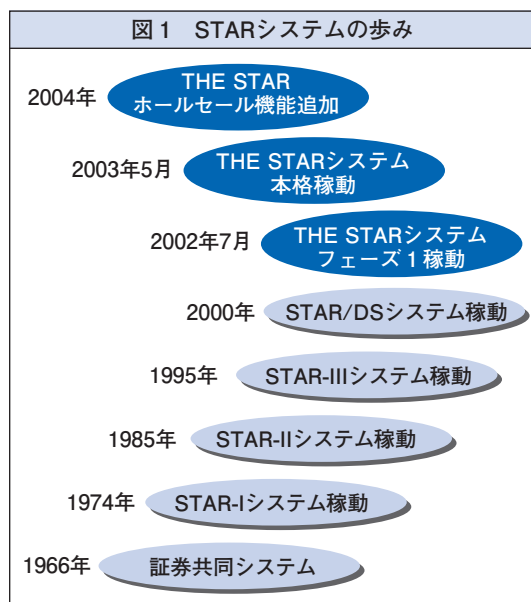 図1 STARシステムの歩み
2004年 THE STAR
ホールセール機能追加
2003年5月 THE STARシステム
本格稼動
2002年7月 THE STARシステム
フェーズ1稼動
2000年 STAR/DSシステム稼動
1995年 STAR-IIIシステム稼動
1985年 STAR-IIシステム稼動
1974年 STAR-Iシステム稼動
1966年 証券共同システム